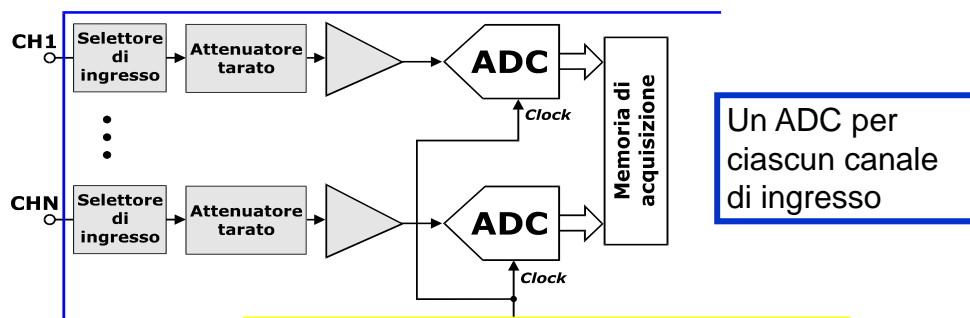 CH1
Selettore
di
ingresso
Attenuatore
tarato
ADC
Clock
Memoria di
acquisizione
Un ADC per
ciascun canale
di ingresso
CHN
Selettore
di
ingresso
Attenuatore
tarato
ADC
Clock